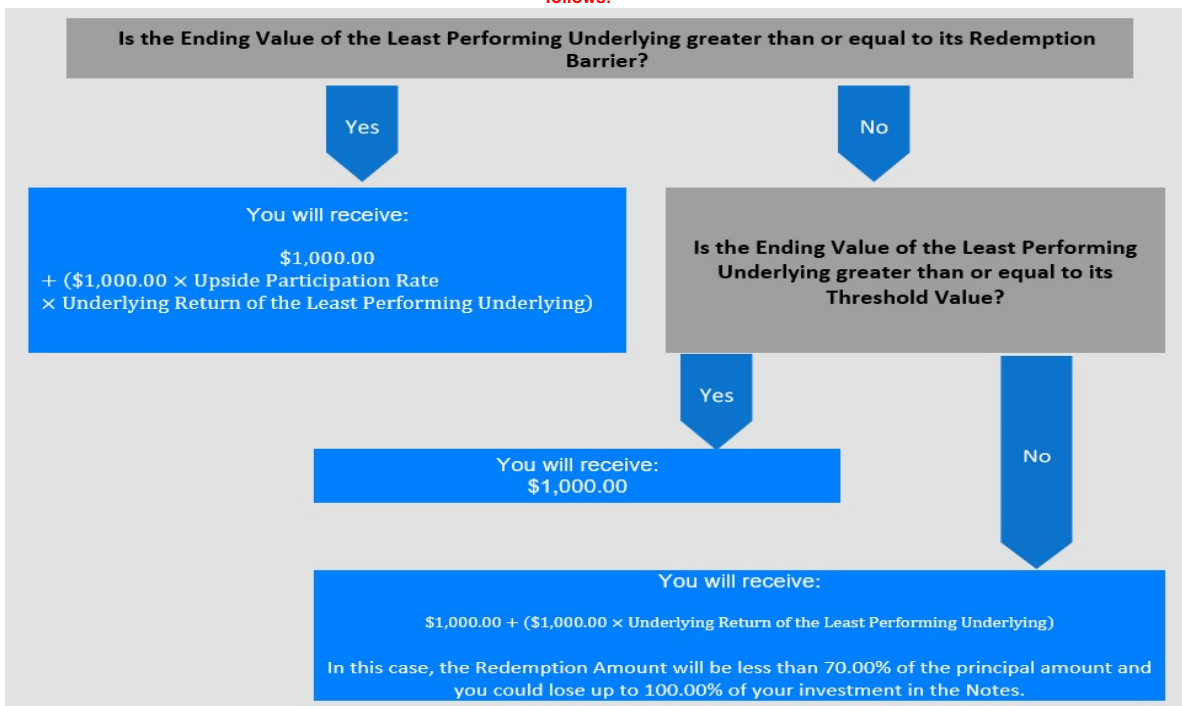 follows:
Is the Ending Value of the Least Performing Underlying greater than or equal to its Redemption
Barrier?
Yes
No
You will receive:
$1,000.00
+ ($1,000.00 × Upside Participation Rate
× Underlying Return of the Least Performing Underlying)
Is the Ending Value of the Least Performing
Underlying greater than or equal to its
Threshold Value?
Yes
No
You will receive:
$1,000.00
You will receive:
$1,000.00 + ($1,000.00 × Underlying Return of the Least Performing Underlying)
In this case, the Redemption Amount will be less than 70.00% of the principal amount and
you could lose up to 100.00% of your investment in the Notes.